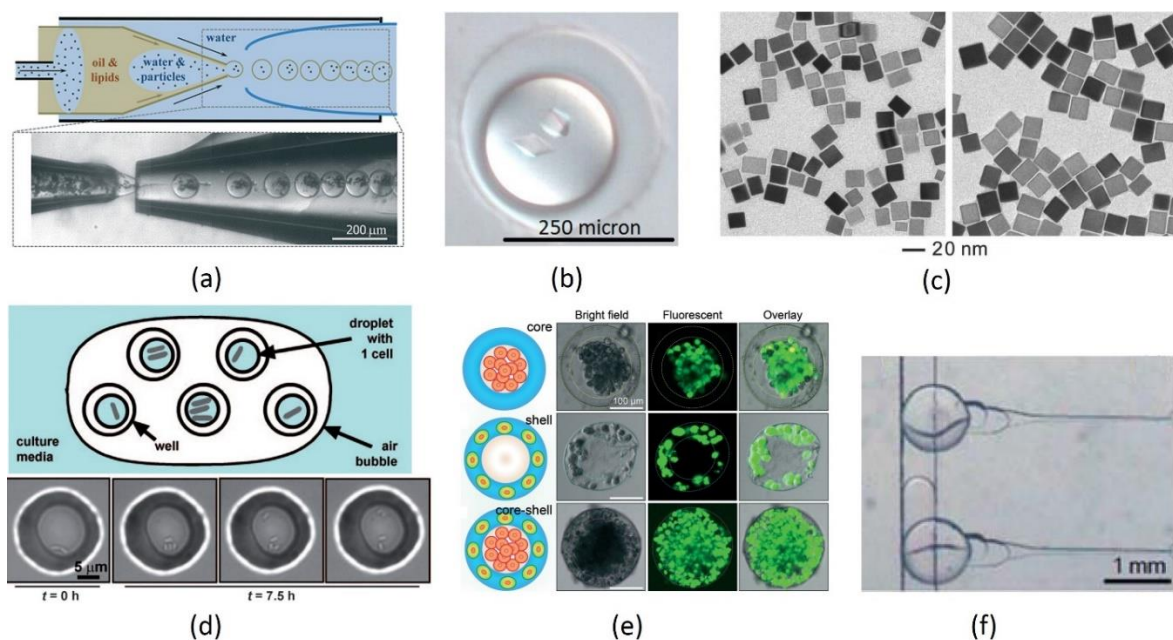 oil &
lipids
water &
particles
water
200 µm
(a)
250 micron
(b)
20 nm
(c)
droplet
with
1 cell
culture
media
well
air
bubble
5 µm
t = 0 h
t = 7.5 h
(d)
Bright field
Fluorescent
Overlay
core
100 µm
shell
core-shell
(e)
1 mm
(f)